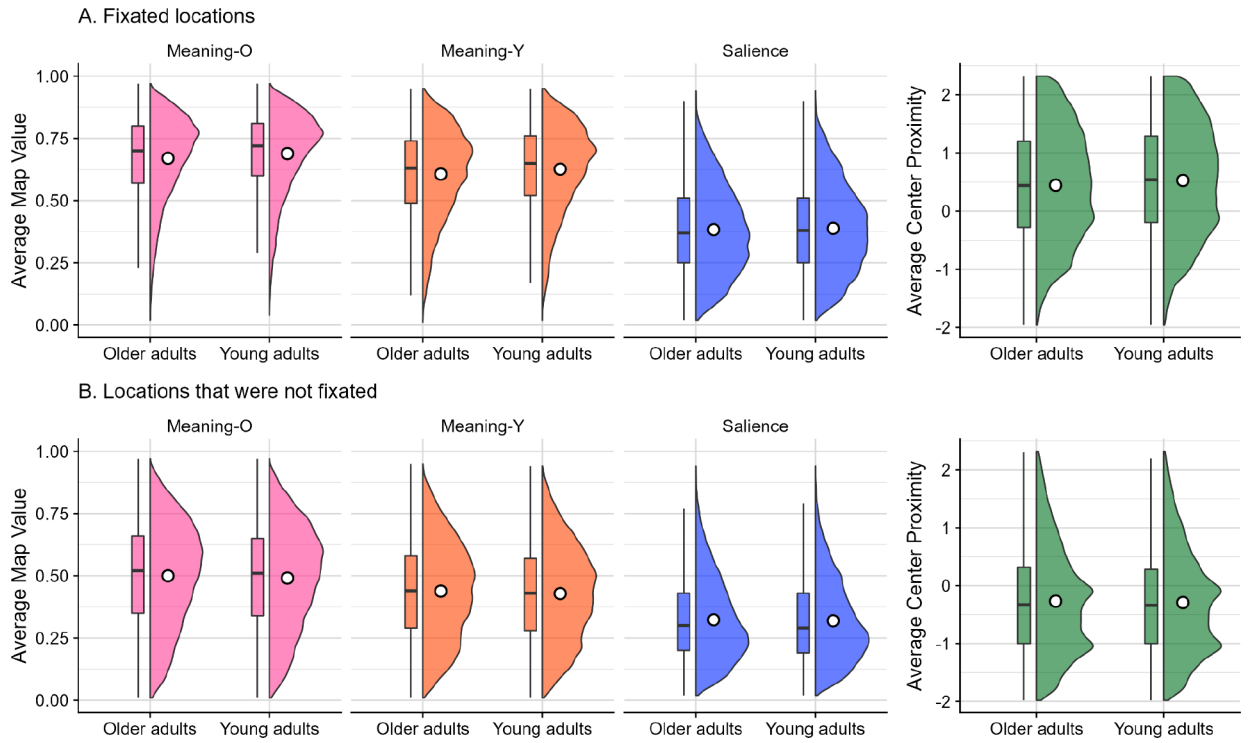 A. Fixated locations
Meaning-O Meaning-Y Salience
Average Map Value
1.00
0.75
0.50
0.25
0.00
Older adults Young adults Older adults Young adults Older adults Young adults
Average Center Proximity
2
1
0
-1
-2
Older adults Young adults
B. Locations that were not fixated
Meaning-O Meaning-Y Salience
Average Map Value
1.00
0.75
0.50
0.25
0.00
Older adults Young adults Older adults Young adults Older adults Young adults
Average Center Proximity
2
1
0
-1
-2
Older adults Young adults